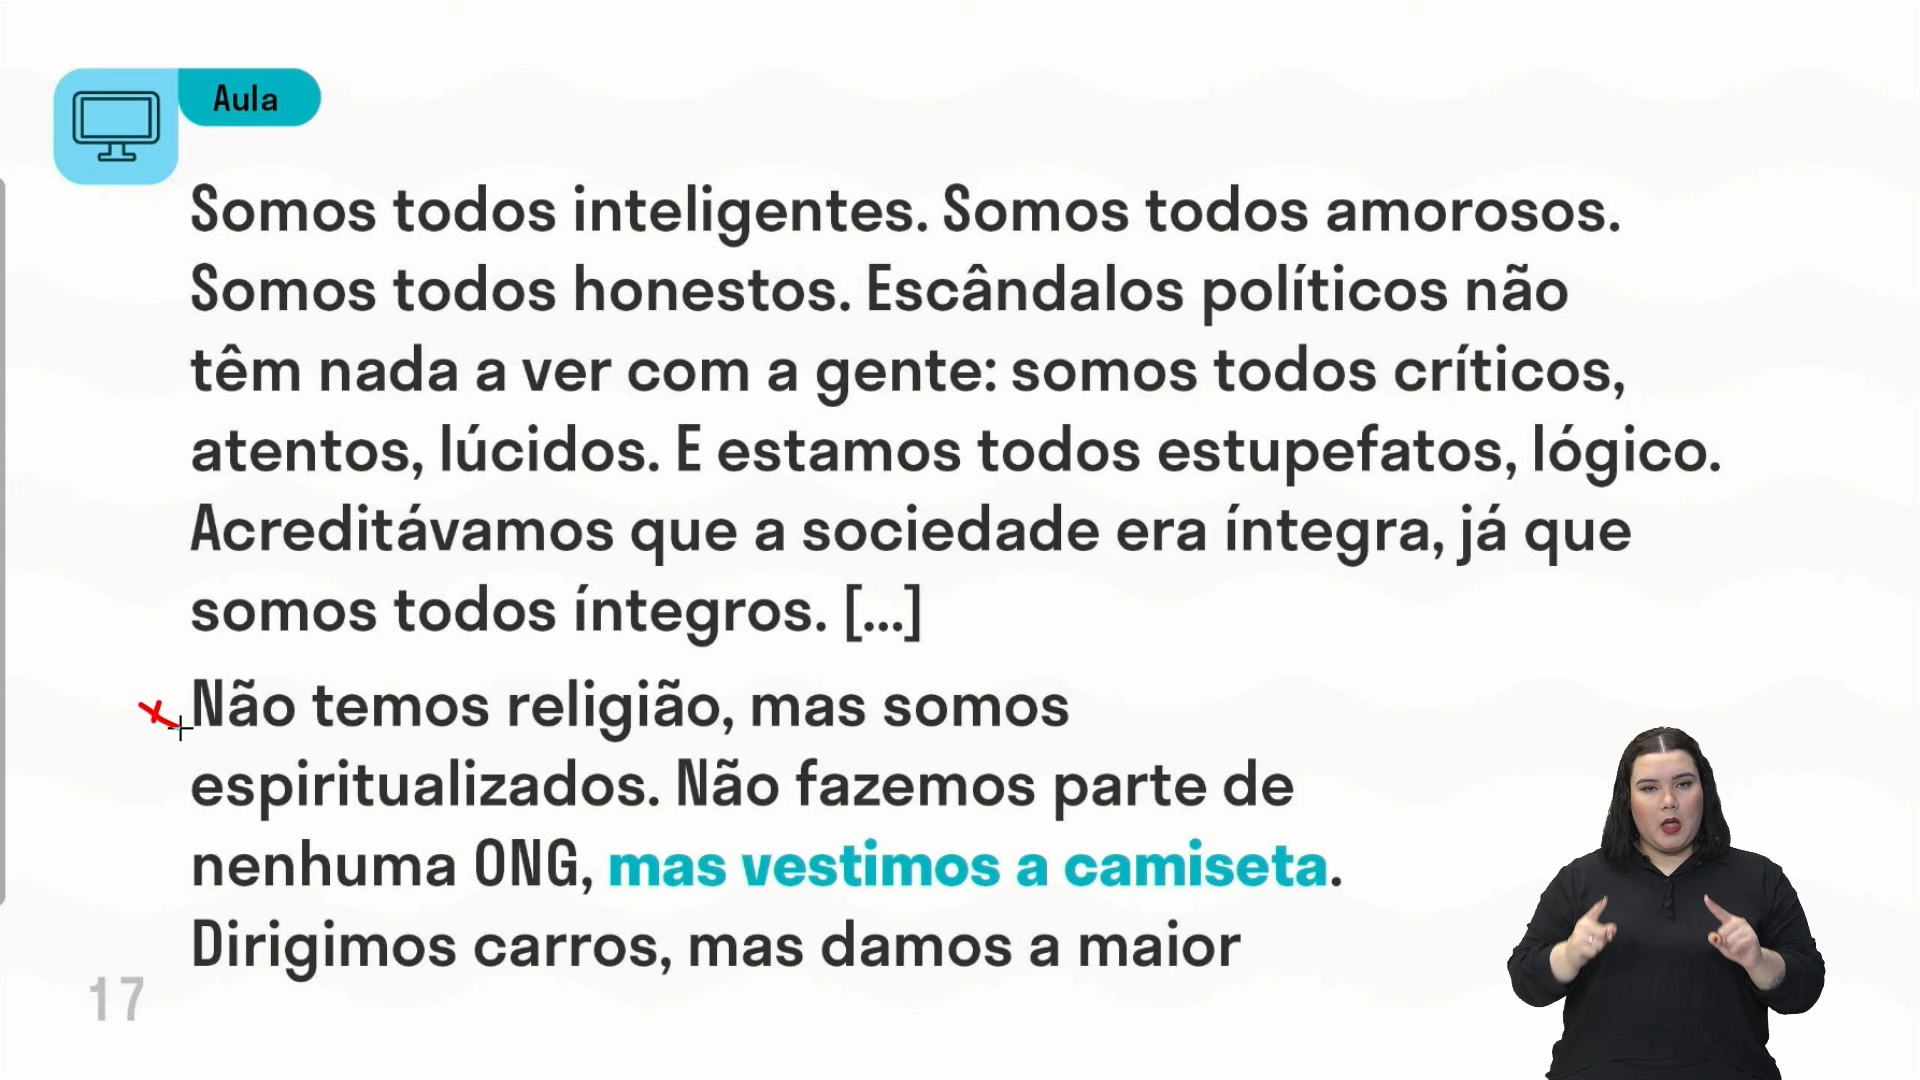 Aula
Somos todos inteligentes. Somos todos amorosos.
Somos todos honestos. Escândalos políticos não
têm nada a ver com a gente: somos todos críticos,
atentos, lúcidos. E estamos todos estupefatos, lógico.
Acreditávamos que a sociedade era íntegra, já que
somos todos íntegros. [...]
Não temos religião, mas somos
espiritualizados. Não fazemos parte de
nenhuma ONG, mas vestimos a camiseta.
Dirigimos carros, mas damos a maior
17